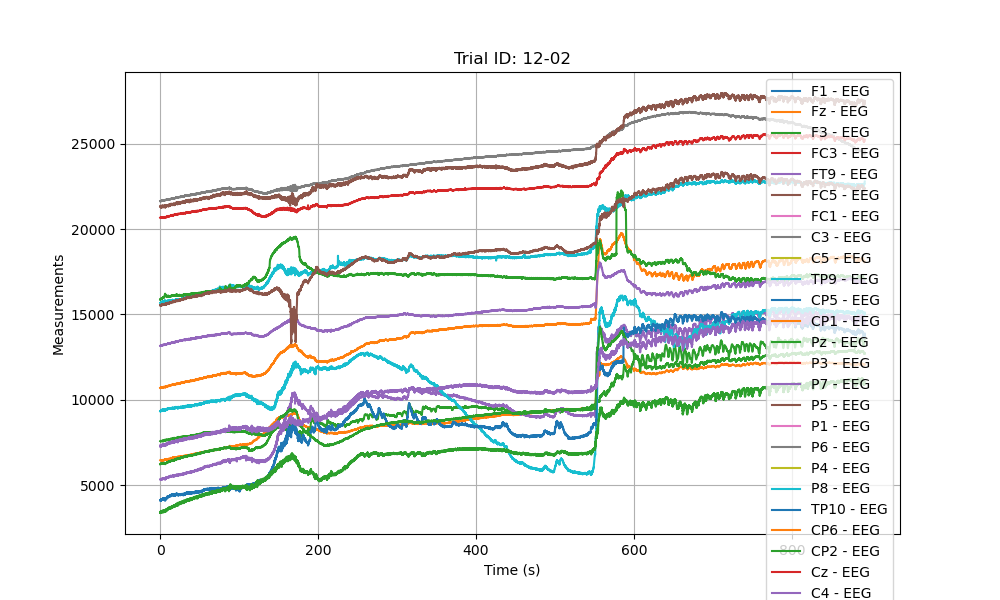 Trial ID: 12-02
Measurements
25000
20000
15000
10000
5000
0
200
400
600
800
Time (s)
F1 - EEG
Fz - EEG
F3 - EEG
FC3 - EEG
FT9 - EEG
FC5 - EEG
FC1 - EEG
C3 - EEG
C5 - EEG
TP9 - EEG
CP5 - EEG
CP1 - EEG
Pz - EEG
P3 - EEG
P7 - EEG
P5 - EEG
P1 - EEG
P6 - EEG
P4 - EEG
P8 - EEG
TP10 - EEG
CP6 - EEG
CP2 - EEG
Cz - EEG
C4 - EEG